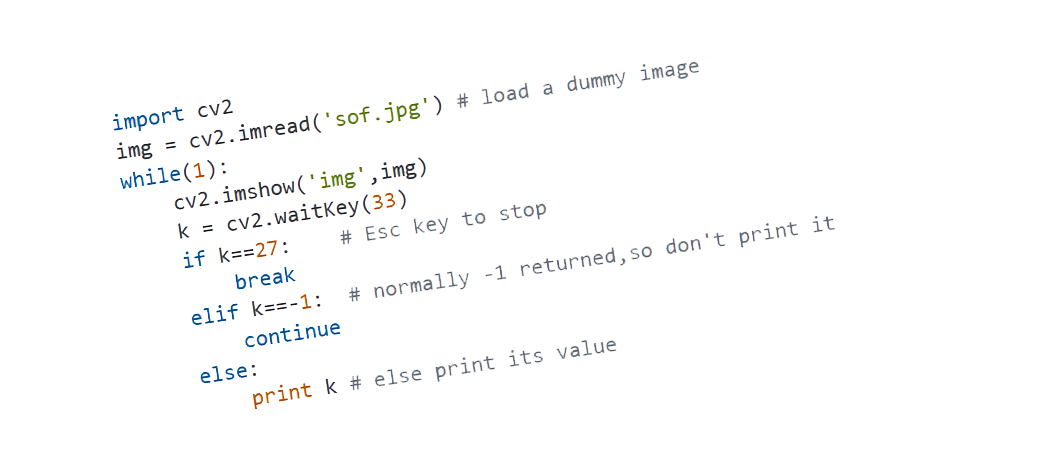 import cv2
img = cv2.imread('sof.jpg') # load a dummy image
while(1):
    cv2.imshow('img',img)
    k = cv2.waitKey(33)
    if k==27:    # Esc key to stop
        break
    elif k==-1:  # normally -1 returned,so don't print it
        continue
    else:
        print k # else print its value